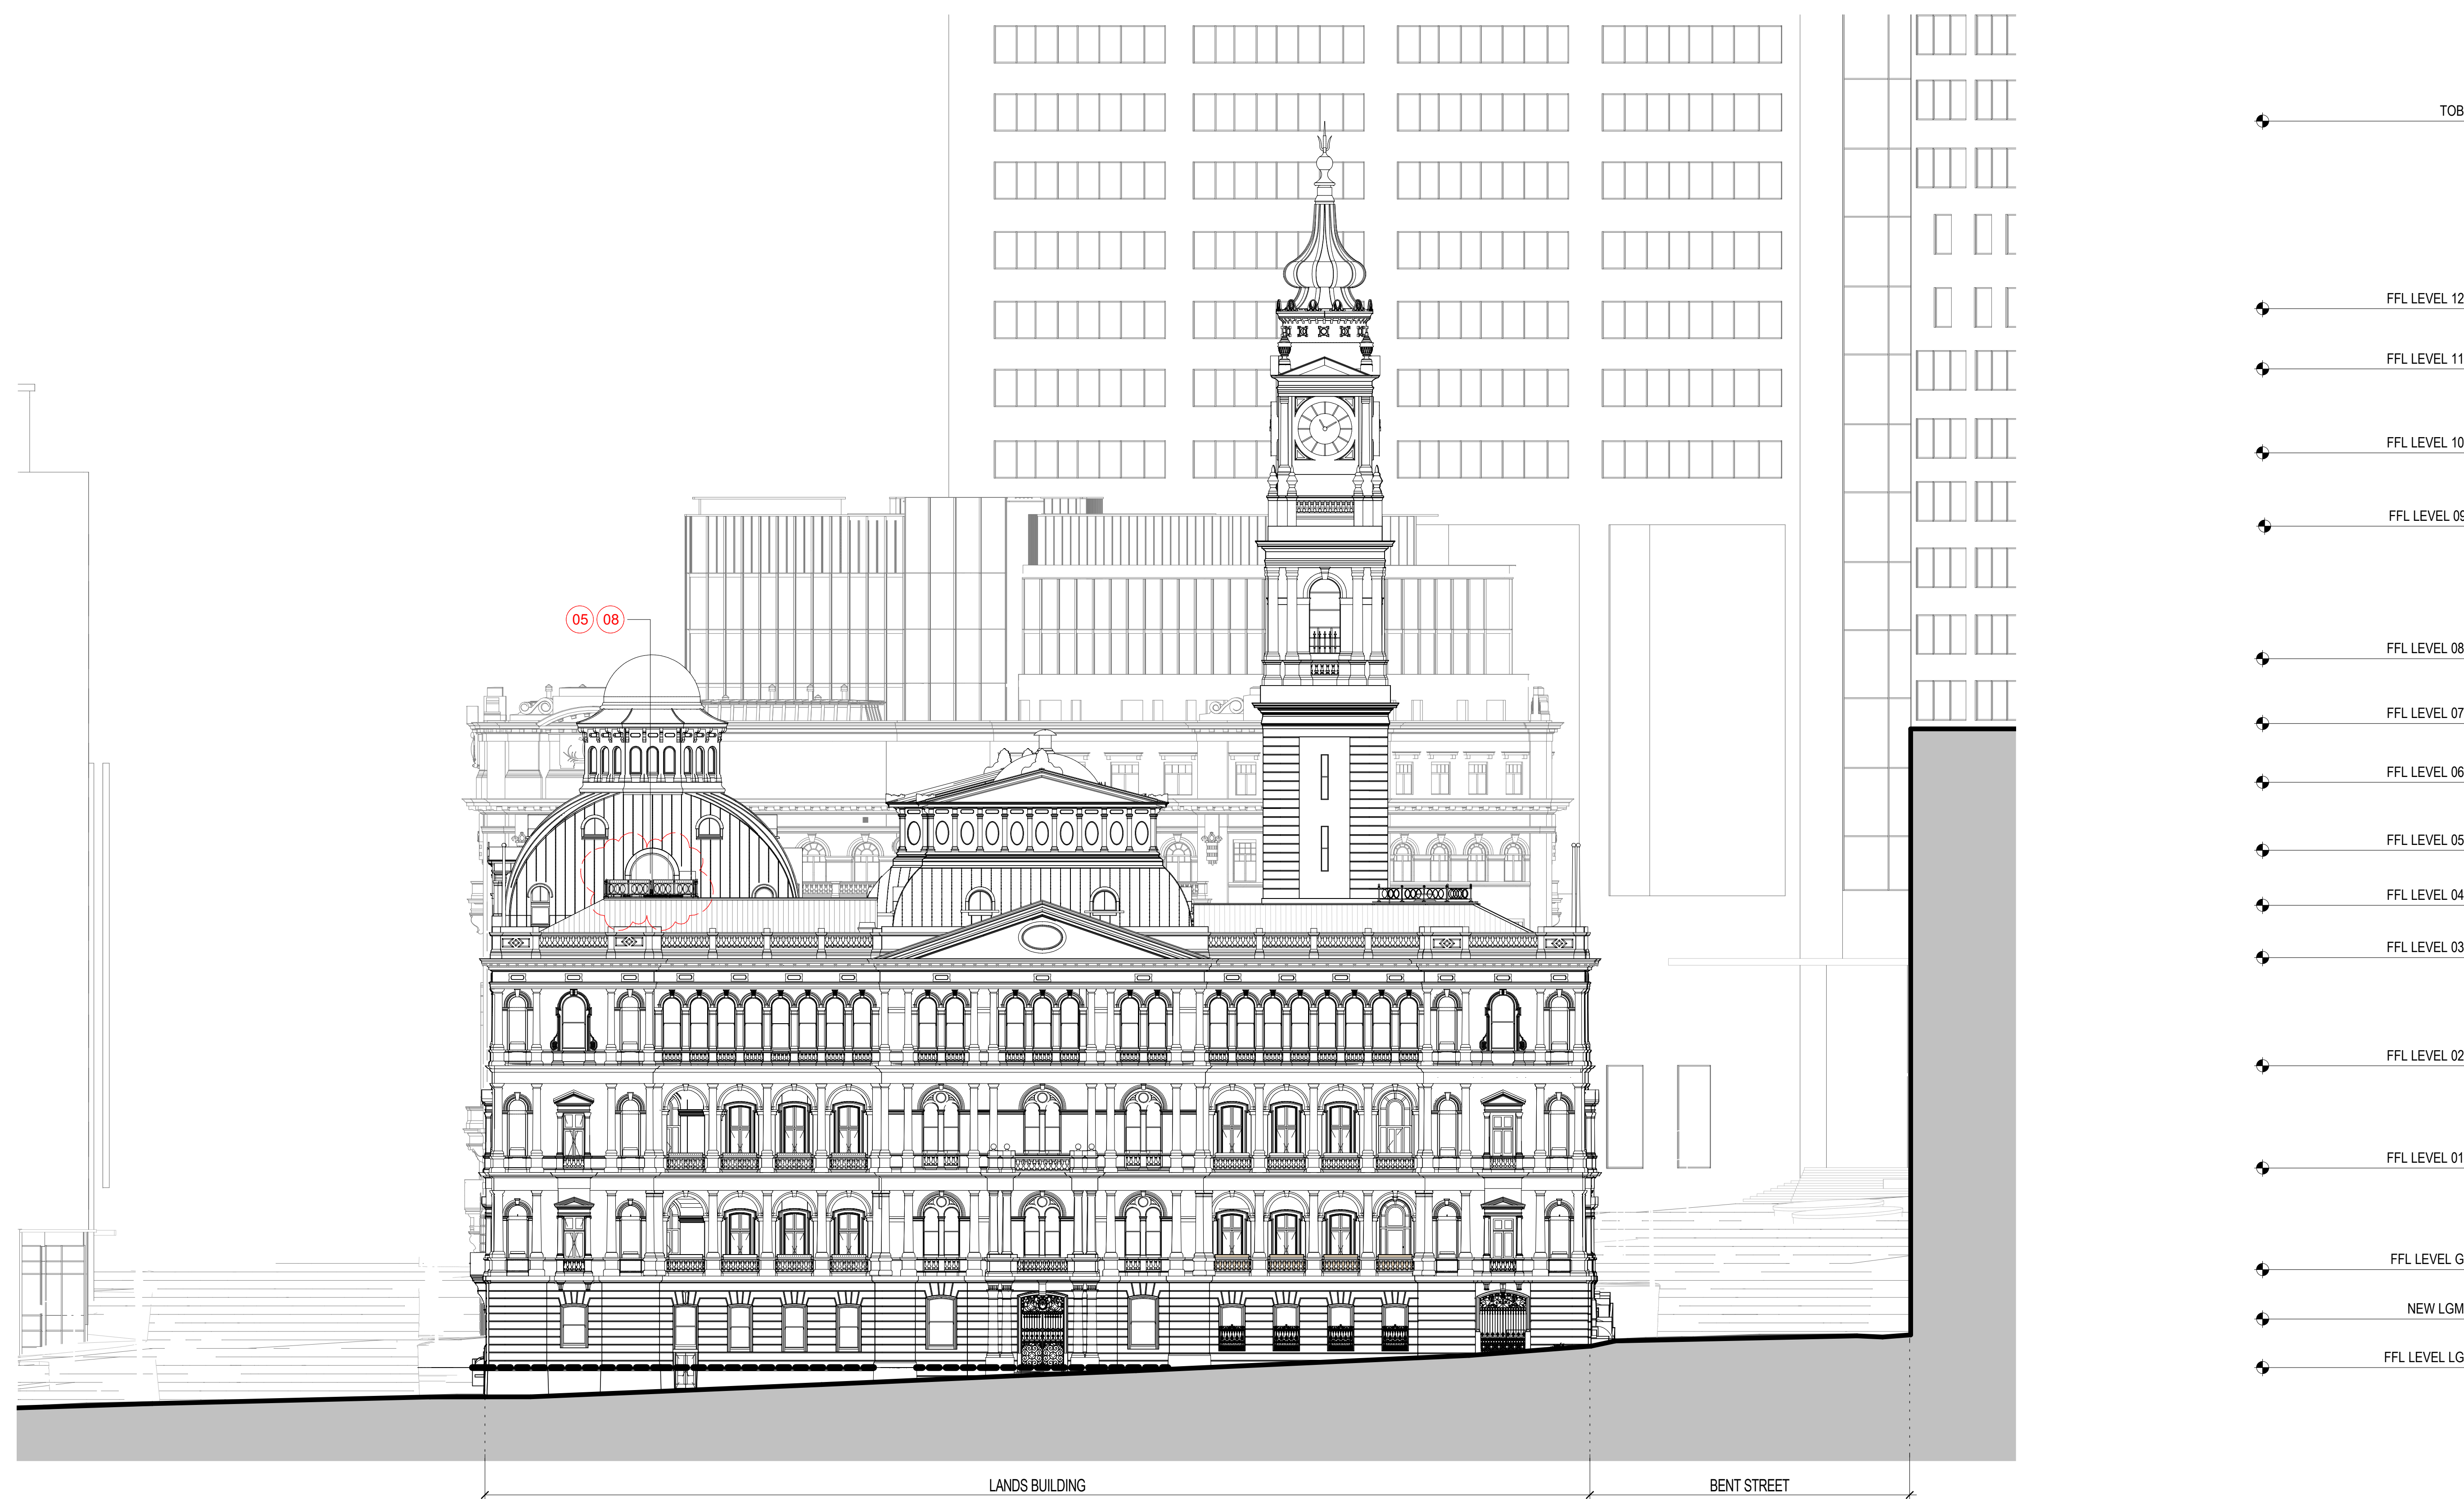 TOB
FFL LEVEL 12
FFL LEVEL 11
FFL LEVEL 10
FFL LEVEL 09
05 08
FFL LEVEL 08
FFL LEVEL 07
FFL LEVEL 06
FFL LEVEL 05
FFL LEVEL 04
FFL LEVEL 03
FFL LEVEL 02
FFL LEVEL 01
FFL LEVEL G
NEW LGM
FFL LEVEL LG
LANDS BUILDING BENT STREET